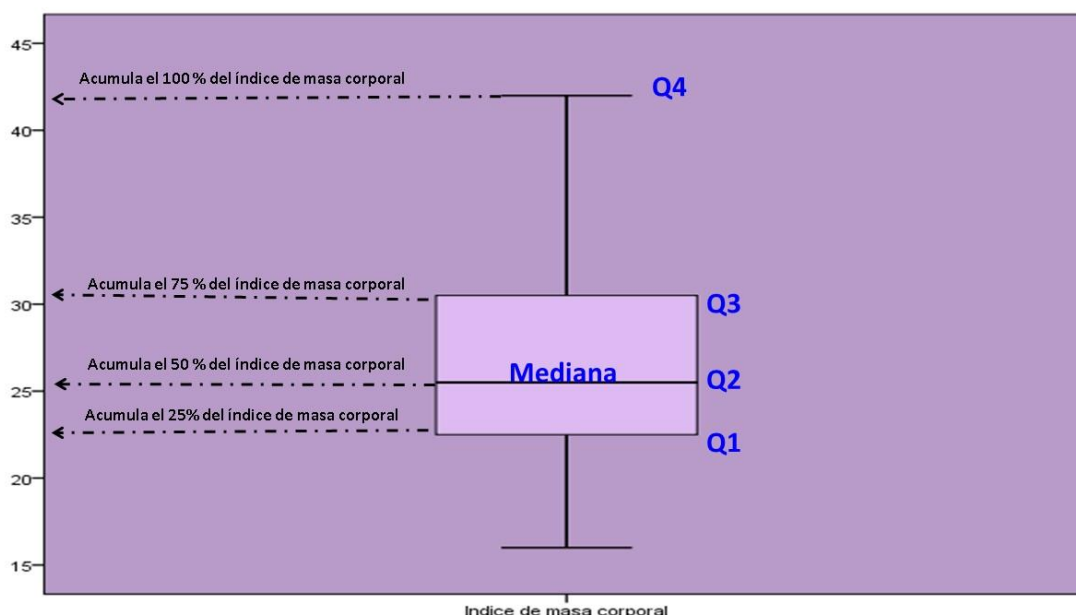 45
Acumula el 100 % del índice de masa corporal
Q4
40
35
Acumula el 75 % del índice de masa corporal
30
Q3
Acumula el 50 % del índice de masa corporal
Mediana
Q2
25
Acumula el 25% del índice de masa corporal
Q1
20
15
Indice de masa corporal